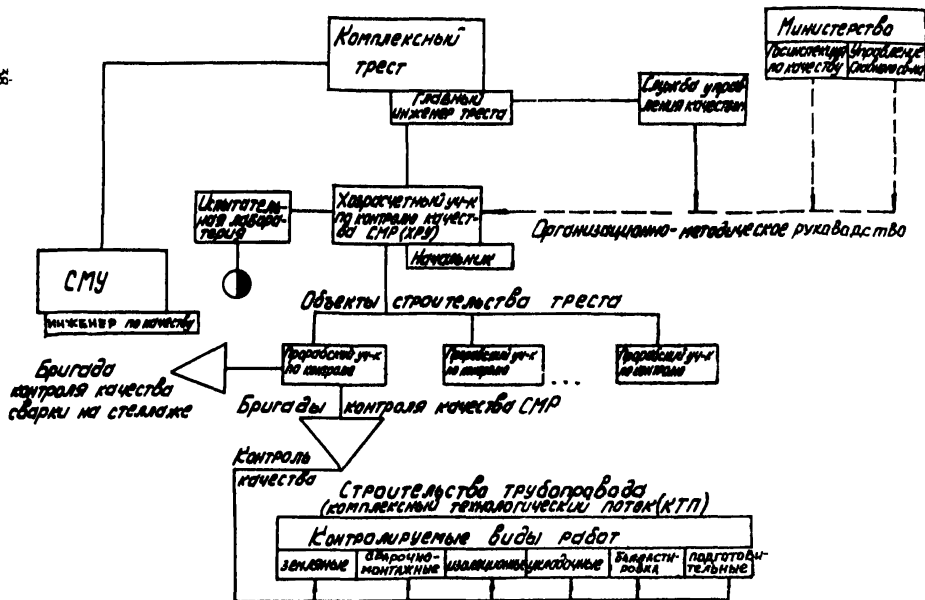 Комплексный
трест
Главный
инженер треста
Служба управ-
ления качеством
Министерства
Госинспекция
по качеству
Управление
Главного св-ка
Испытатель-
ная лабора-
тория
Хозрасчетный уч-к
по контролю качест-
ва СМР (ХРУ)
Начальник
Организационно-методическое руководство
СМУ
инженер по качеству
Объекты строительства треста
Прорабский уч-к
по контролю
Прорабский уч-к
по контролю
...
Прорабский уч-к
по контролю
Бригада
контроля качества
сварки на стеллаже
Бригады контроля качества СМР
Контроль
качества
Строительства трубопровода
(комплексный технологический поток (КТП)
Контролируемые виды работ
земляные
сварочно-
монтажные
изоляционные
укладочные
балласти-
ровка
подготови-
тельные